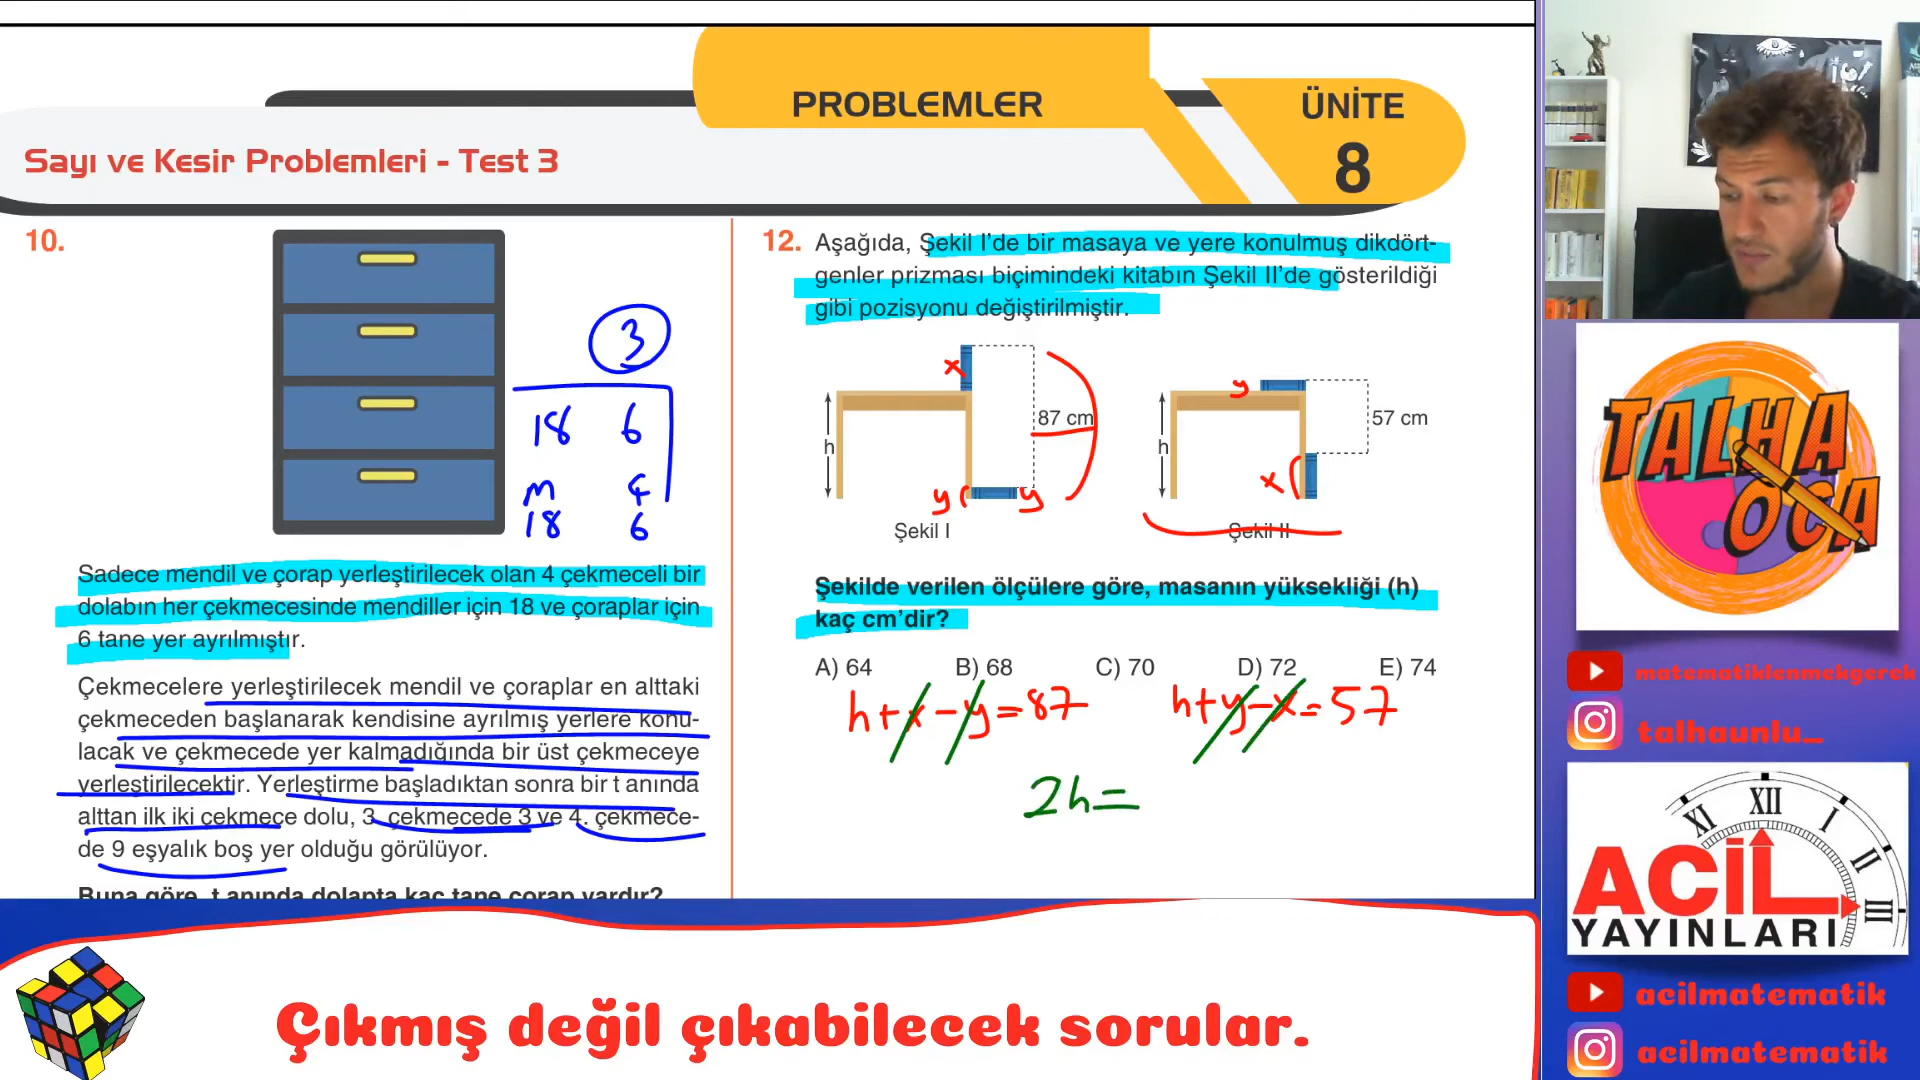 PROBLEMLER
ÜNİTE
8
Sayı ve Kesir Problemleri - Test 3
10.
3
18 6
m ç
18 6
Sadece mendil ve çorap yerleştirilecek olan 4 çekmeceli bir
dolabın her çekmecesinde mendiller için 18 ve çoraplar için
6 tane yer ayrılmıştır.
Çekmecelere yerleştirilecek mendil ve çoraplar en alttaki
çekmeceden başlanarak kendisine ayrılmış yerlere konu-
lacak ve çekmecede yer kalmadığında bir üst çekmeceye
yerleştirilecektir. Yerleştirme başladıktan sonra bir t anında
alttan ilk iki çekmece dolu, 3. çekmecede 3 ve 4. çekmece-
de 9 eşyalık boş yer olduğu görülüyor.
Buna göre, t anında dolapta kaç tane çorap vardır?
12. Aşağıda, Şekil I'de bir masaya ve yere konulmuş dikdört-
genler prizması biçimindeki kitabın Şekil II'de gösterildiği
gibi pozisyonu değiştirilmiştir.
x
h
87 cm
y y
Şekil I
y
h
57 cm
x
Şekil II
Şekilde verilen ölçülere göre, masanın yüksekliği (h)
kaç cm'dir?
A) 64 B) 68 C) 70 D) 72 E) 74
h+x-y=87 h+y-x=57
2h=
TALHA
OCA
matematiklenmekgerek
talhaunlu_
XI XII I II III
ACİL
YAYINLARI
acilmatematik
acilmatematik
Çıkmış değil çıkabilecek sorular.